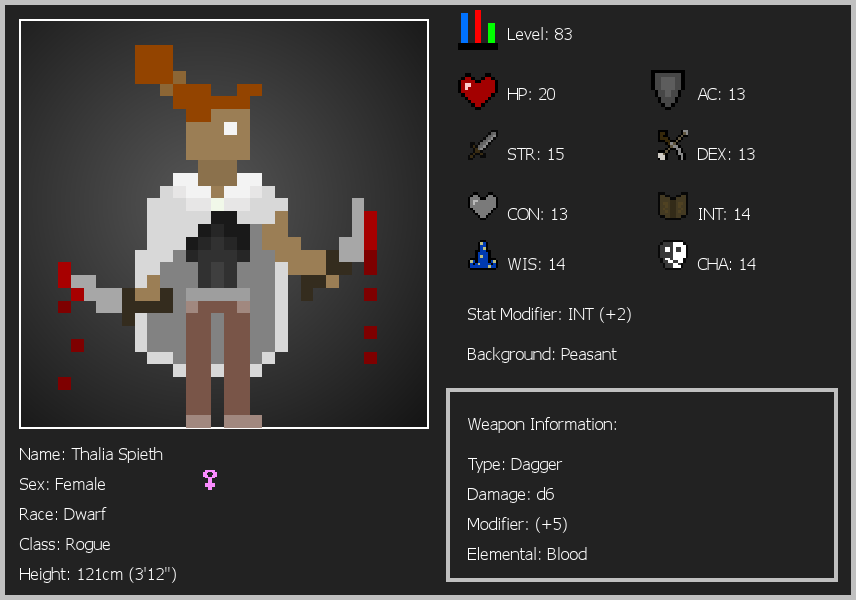 Level: 83
HP: 20
AC: 13
STR: 15
DEX: 13
CON: 13
INT: 14
WIS: 14
CHA: 14
Stat Modifier: INT (+2)
Background: Peasant
Weapon Information:
Type: Dagger
Damage: d6
Modifier: (+5)
Elemental: Blood
Name: Thalia Spieth
Sex: Female
Race: Dwarf
Class: Rogue
Height: 121cm (3'12")